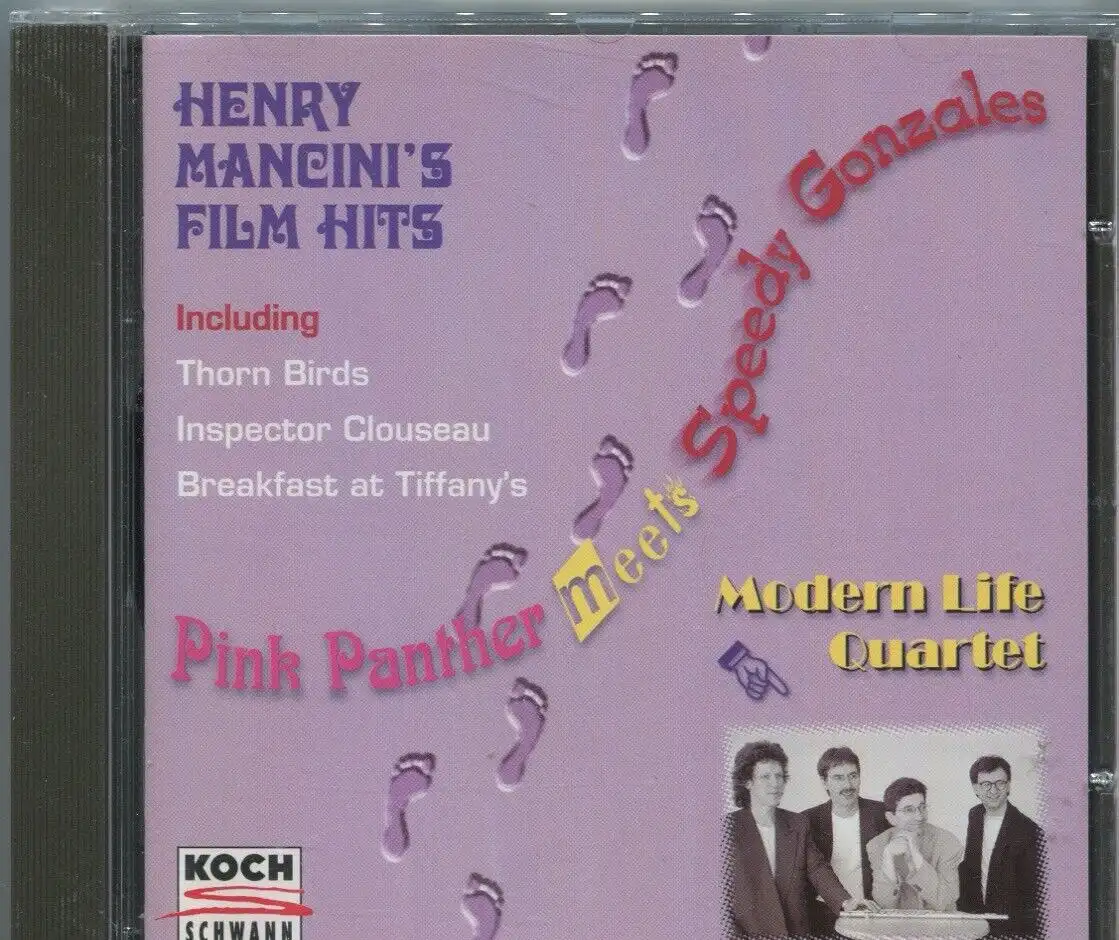 HENRY
MANCINI'S
FILM HITS
Including
Thorn Birds
Inspector Clouseau
Breakfast at Tiffany's
Pink Panther meets Speedy Gonzales
Modern Life
Quartet
KOCH
SCHWANN